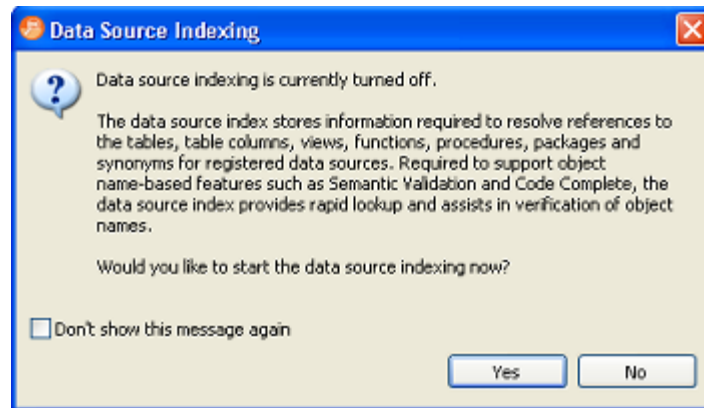 Data Source Indexing
Data source indexing is currently turned off.
The data source index stores information required to resolve references to
the tables, table columns, views, functions, procedures, packages and
synonyms for registered data sources. Required to support object
name-based features such as Semantic Validation and Code Complete, the
data source index provides rapid lookup and assists in verification of object
names.
Would you like to start the data source indexing now?
Don't show this message again
Yes No